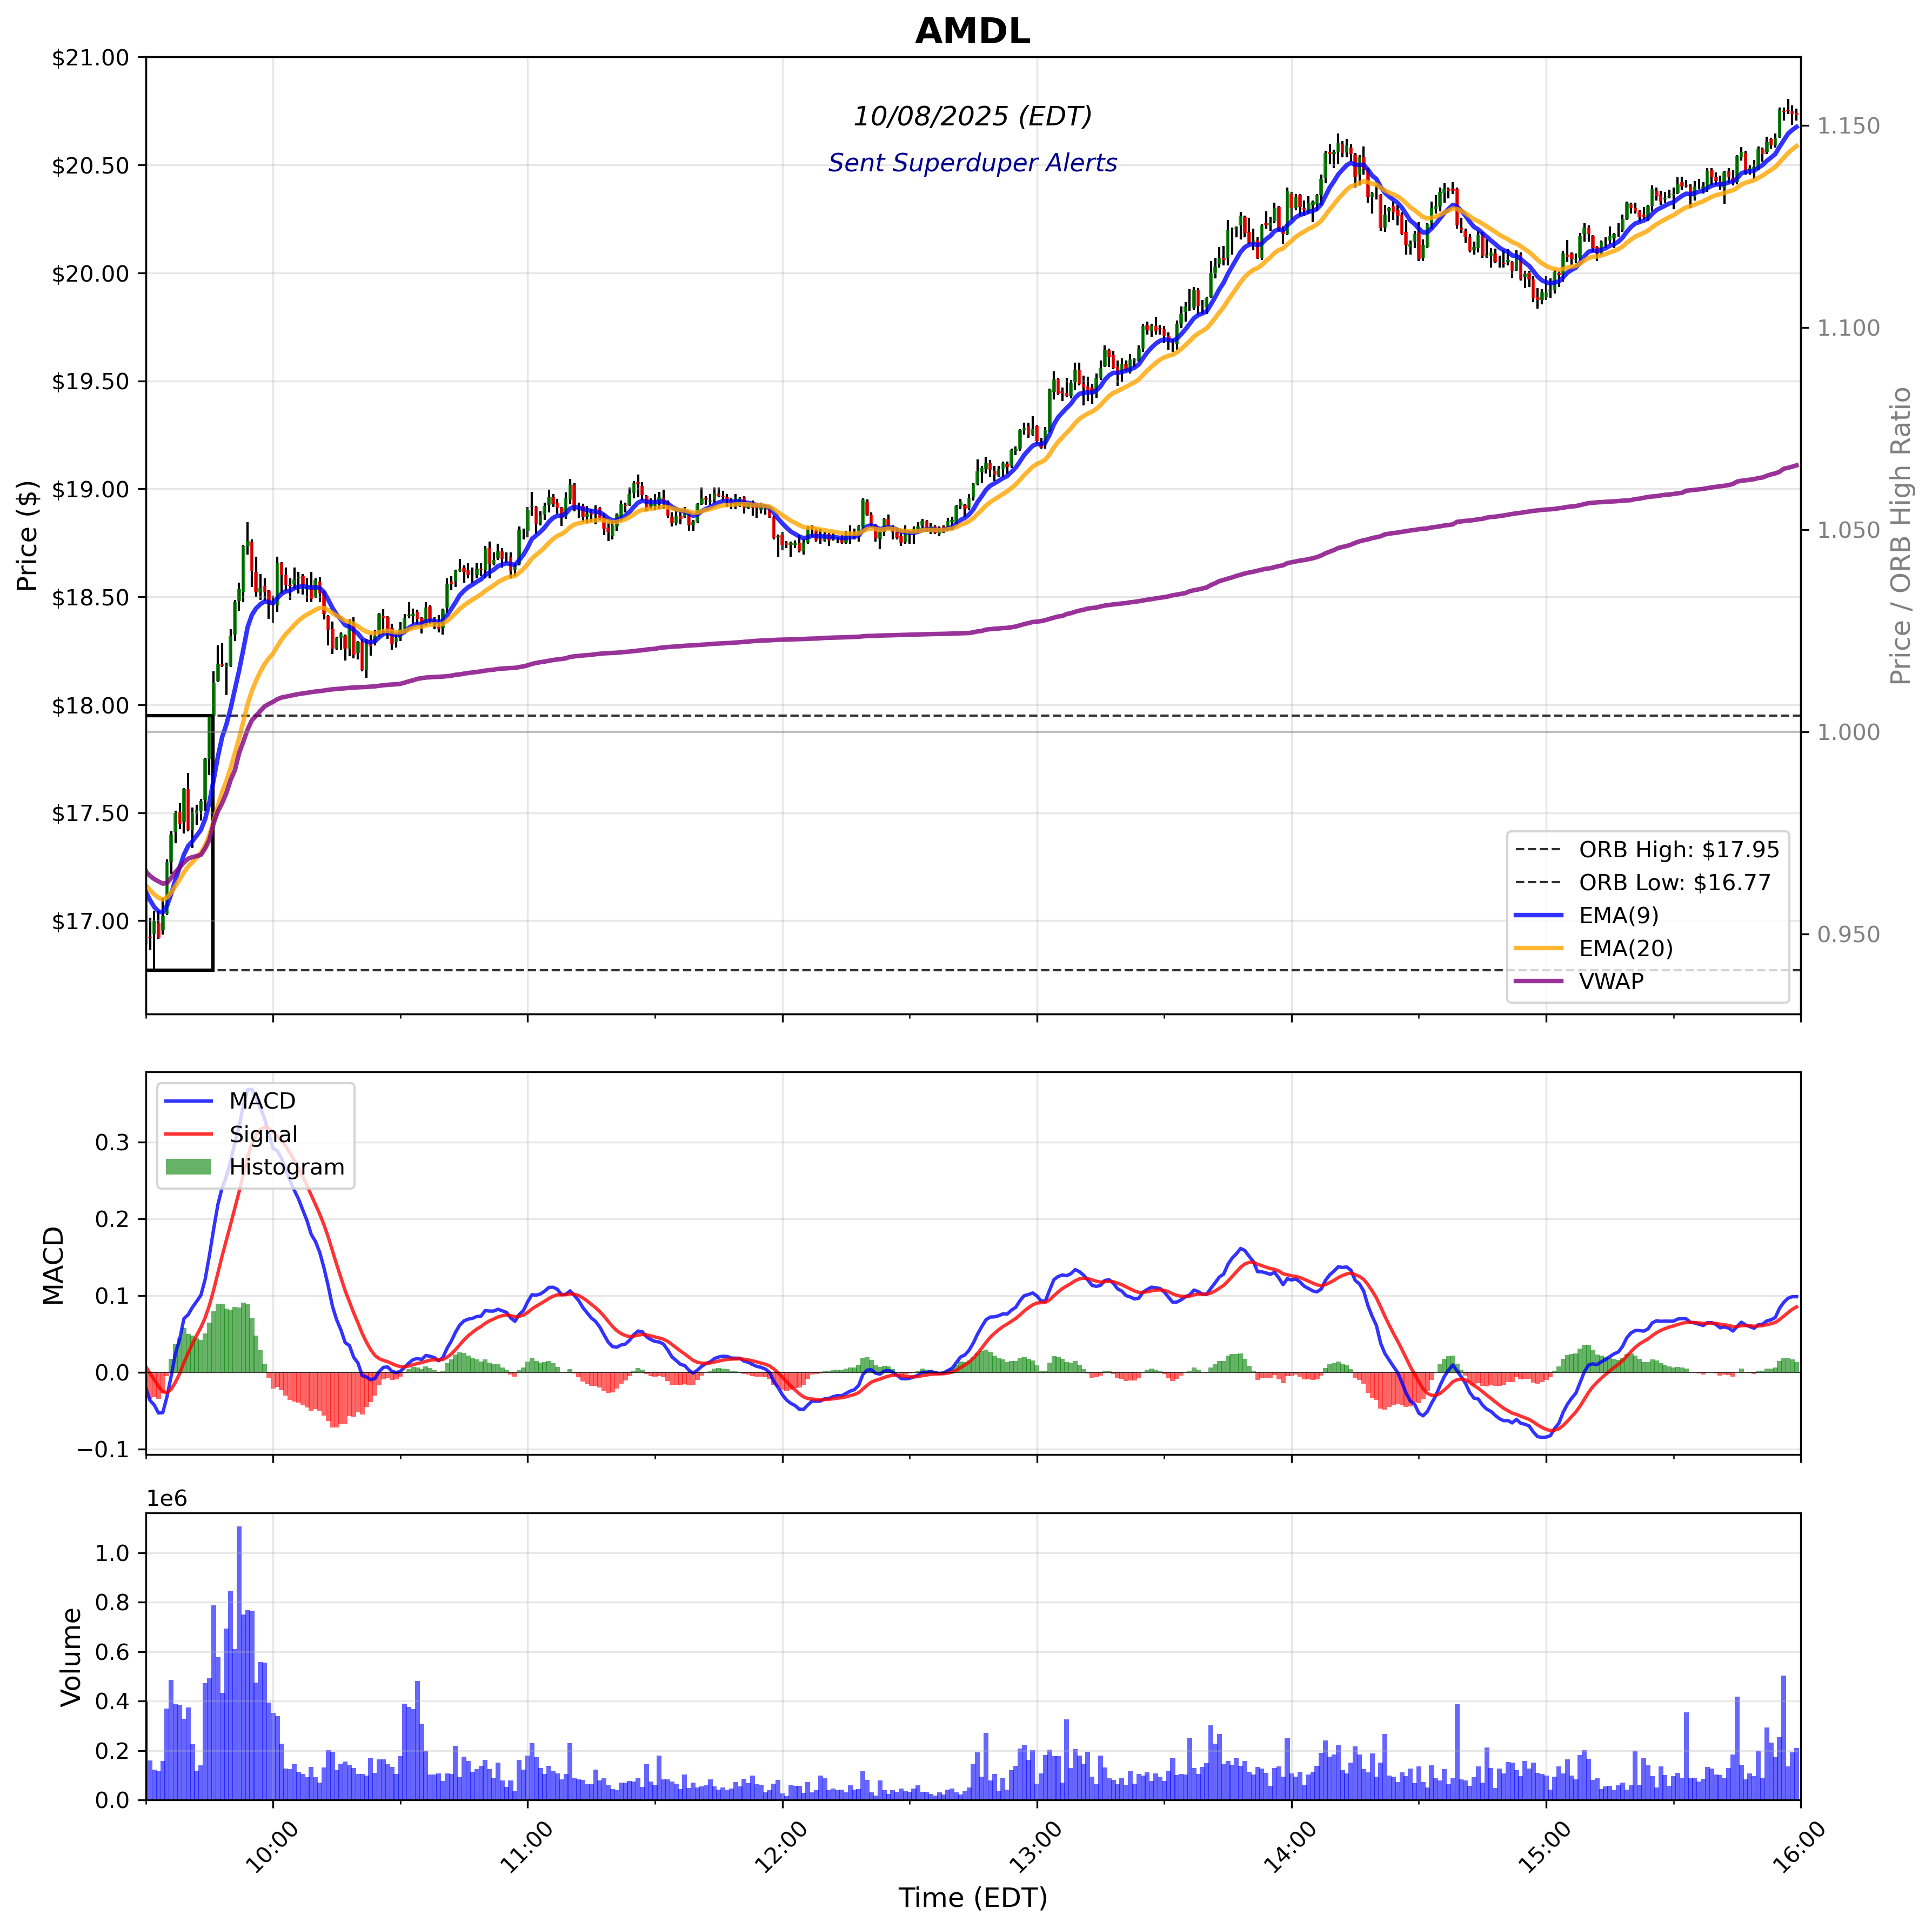 AMDL
10/08/2025 (EDT)
Sent Superduper Alerts
Price ($)
$21.00
$20.50
$20.00
$19.50
$19.00
$18.50
$18.00
$17.50
$17.00
Price / ORB High Ratio
1.150
1.100
1.050
1.000
0.950
ORB High: $17.95
ORB Low: $16.77
EMA(9)
EMA(20)
VWAP
MACD
0.3
0.2
0.1
0.0
−0.1
MACD
Signal
Histogram
1e6
Volume
1.0
0.8
0.6
0.4
0.2
0.0
10:00
11:00
12:00
13:00
14:00
15:00
16:00
Time (EDT)